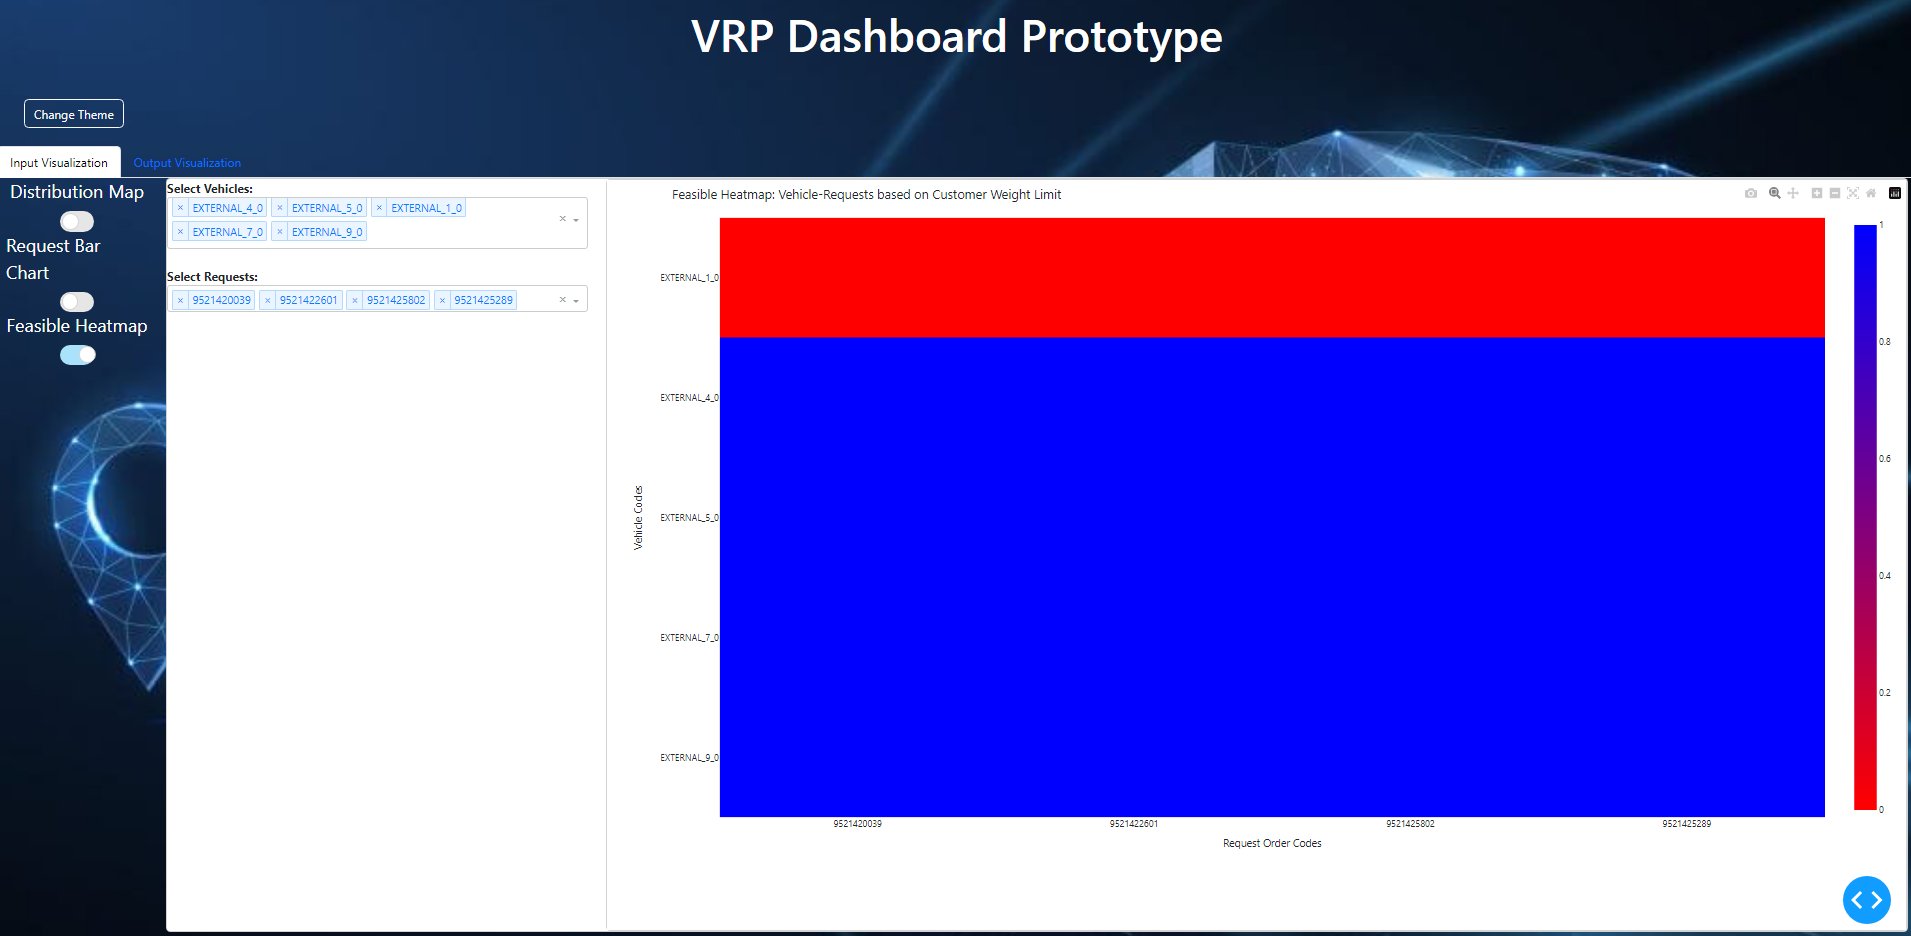 VRP Dashboard Prototype
Change Theme
Input Visualization
Output Visualization
Distribution Map
Request Bar
Chart
Feasible Heatmap
Select Vehicles:
× EXTERNAL_4_0 × EXTERNAL_5_0 × EXTERNAL_1_0
× EXTERNAL_7_0 × EXTERNAL_9_0
Select Requests:
× 9521420039 × 9521422601 × 9521425802 × 9521425289
Feasible Heatmap: Vehicle-Requests based on Customer Weight Limit
Vehicle Codes
EXTERNAL_1_0
EXTERNAL_4_0
EXTERNAL_5_0
EXTERNAL_7_0
EXTERNAL_9_0
9521420039 9521422601 9521425802 9521425289
Request Order Codes
1
0.8
0.6
0.4
0.2
0